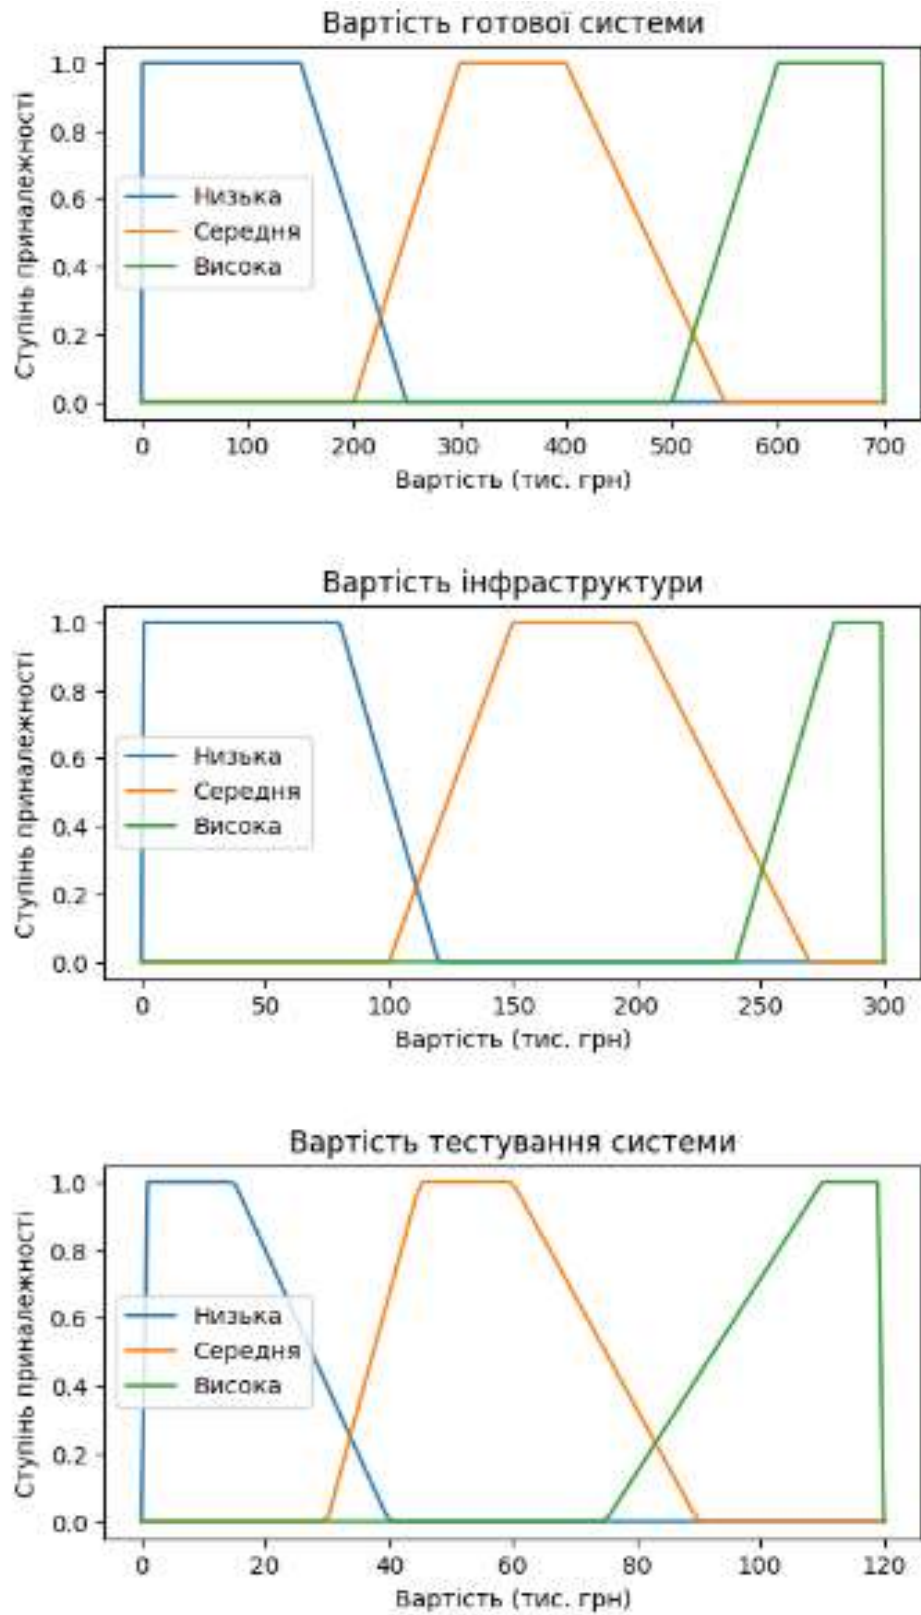 Вартість готової системи
1.0
0.8
0.6
0.4
0.2
0.0
Ступінь приналежності
Низька
Середня
Висока
0 100 200 300 400 500 600 700
Вартість (тис. грн)
Вартість інфраструктури
1.0
0.8
0.6
0.4
0.2
0.0
Ступінь приналежності
Низька
Середня
Висока
0 50 100 150 200 250 300
Вартість (тис. грн)
Вартість тестування системи
1.0
0.8
0.6
0.4
0.2
0.0
Ступінь приналежності
Низька
Середня
Висока
0 20 40 60 80 100 120
Вартість (тис. грн)